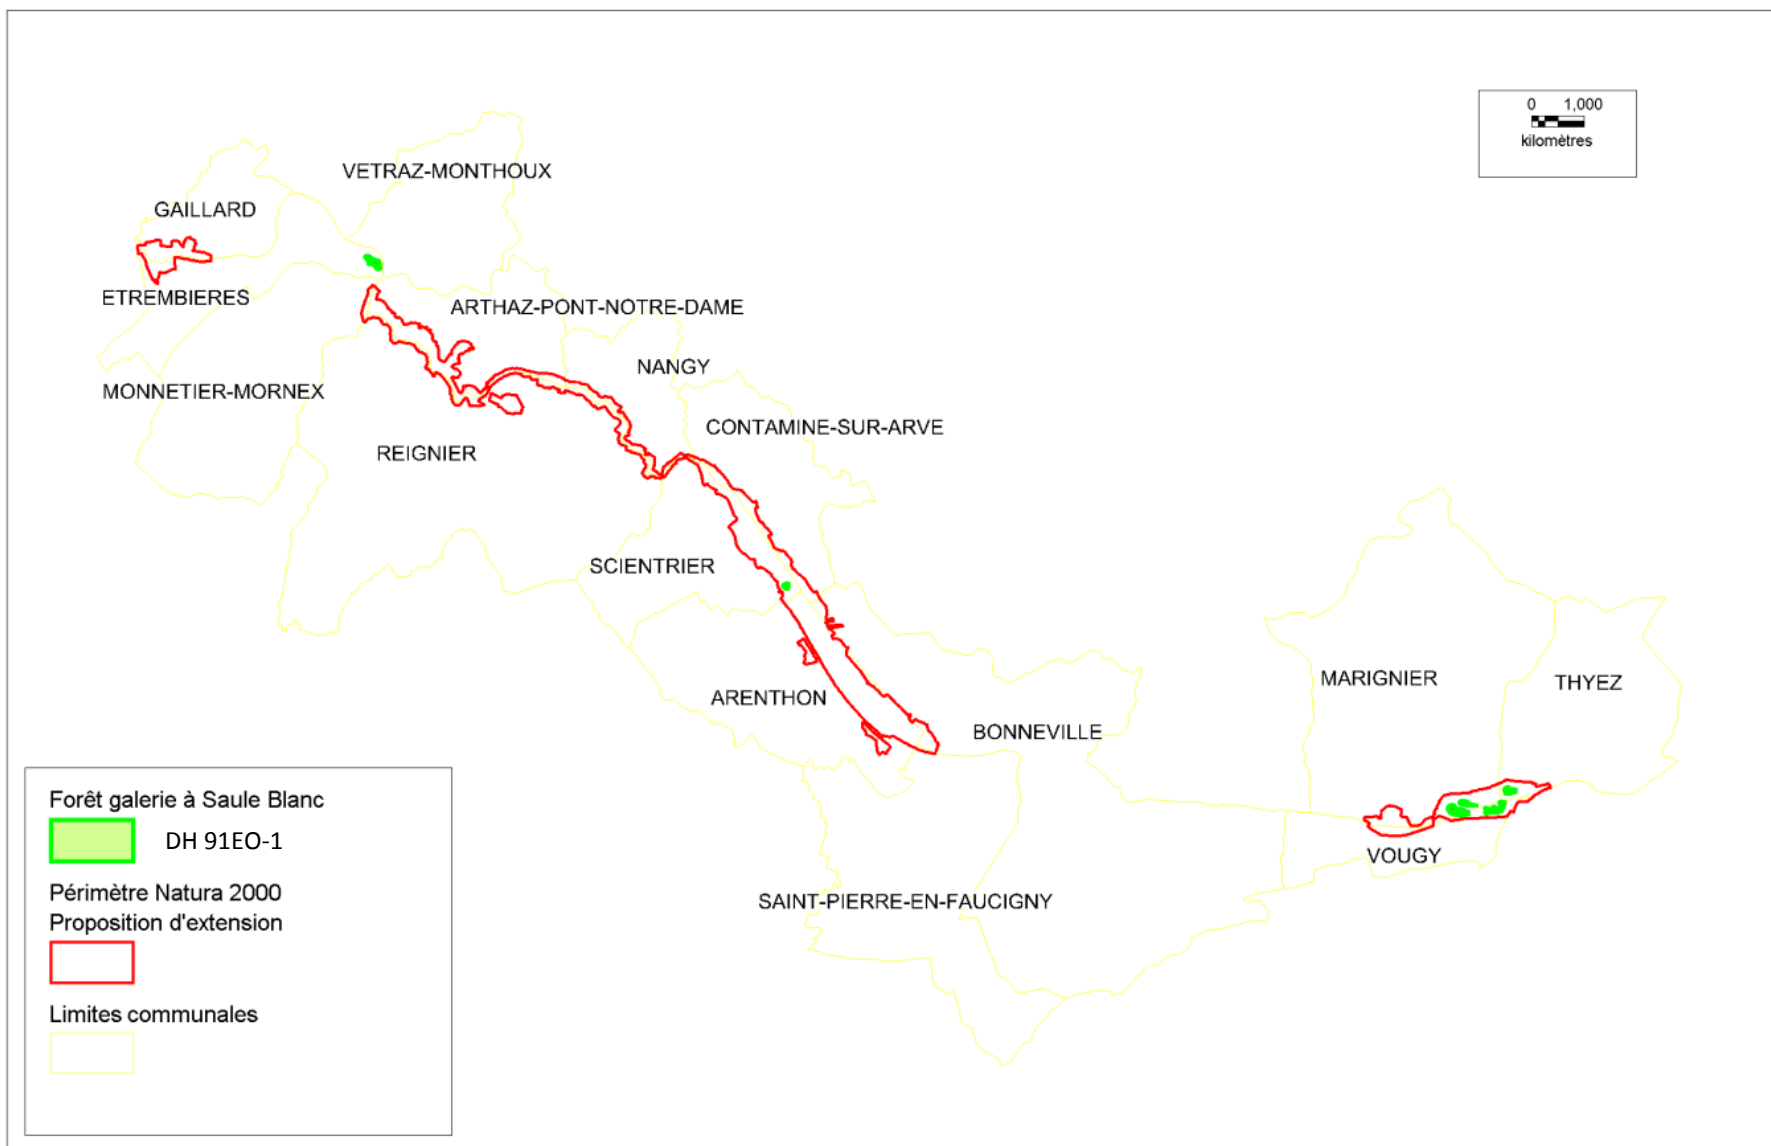 0 1,000
kilomètres
VETRAZ-MONTHOUX
GAILLARD
ETREMBIERES
ARTHAZ-PONT-NOTRE-DAME
NANGY
MONNETIER-MORNEX
CONTAMINE-SUR-ARVE
REIGNIER
SCIENTRIER
MARIGNIER
THYEZ
ARENTHON
BONNEVILLE
VOUGY
SAINT-PIERRE-EN-FAUCIGNY
Forêt galerie à Saule Blanc
DH 91EO-1
Périmètre Natura 2000
Proposition d'extension
Limites communales